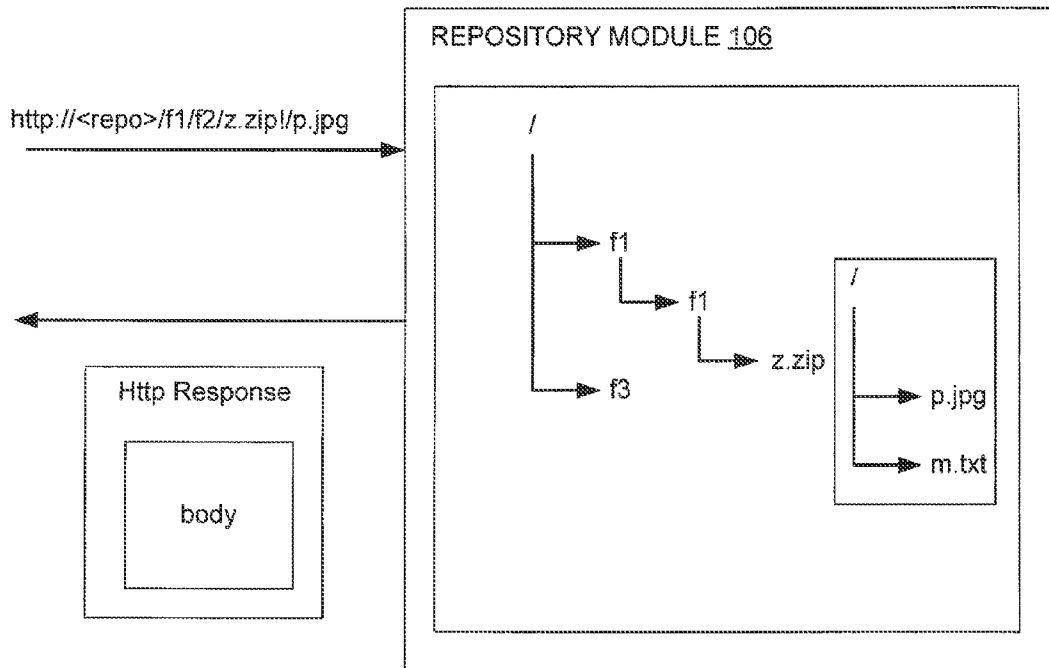 REPOSITORY MODULE 106
http://<repo>/f1/f2/z.zip!/p.jpg
/
f1
f1
/
z.zip
f3
p.jpg
m.txt
Http Response
body